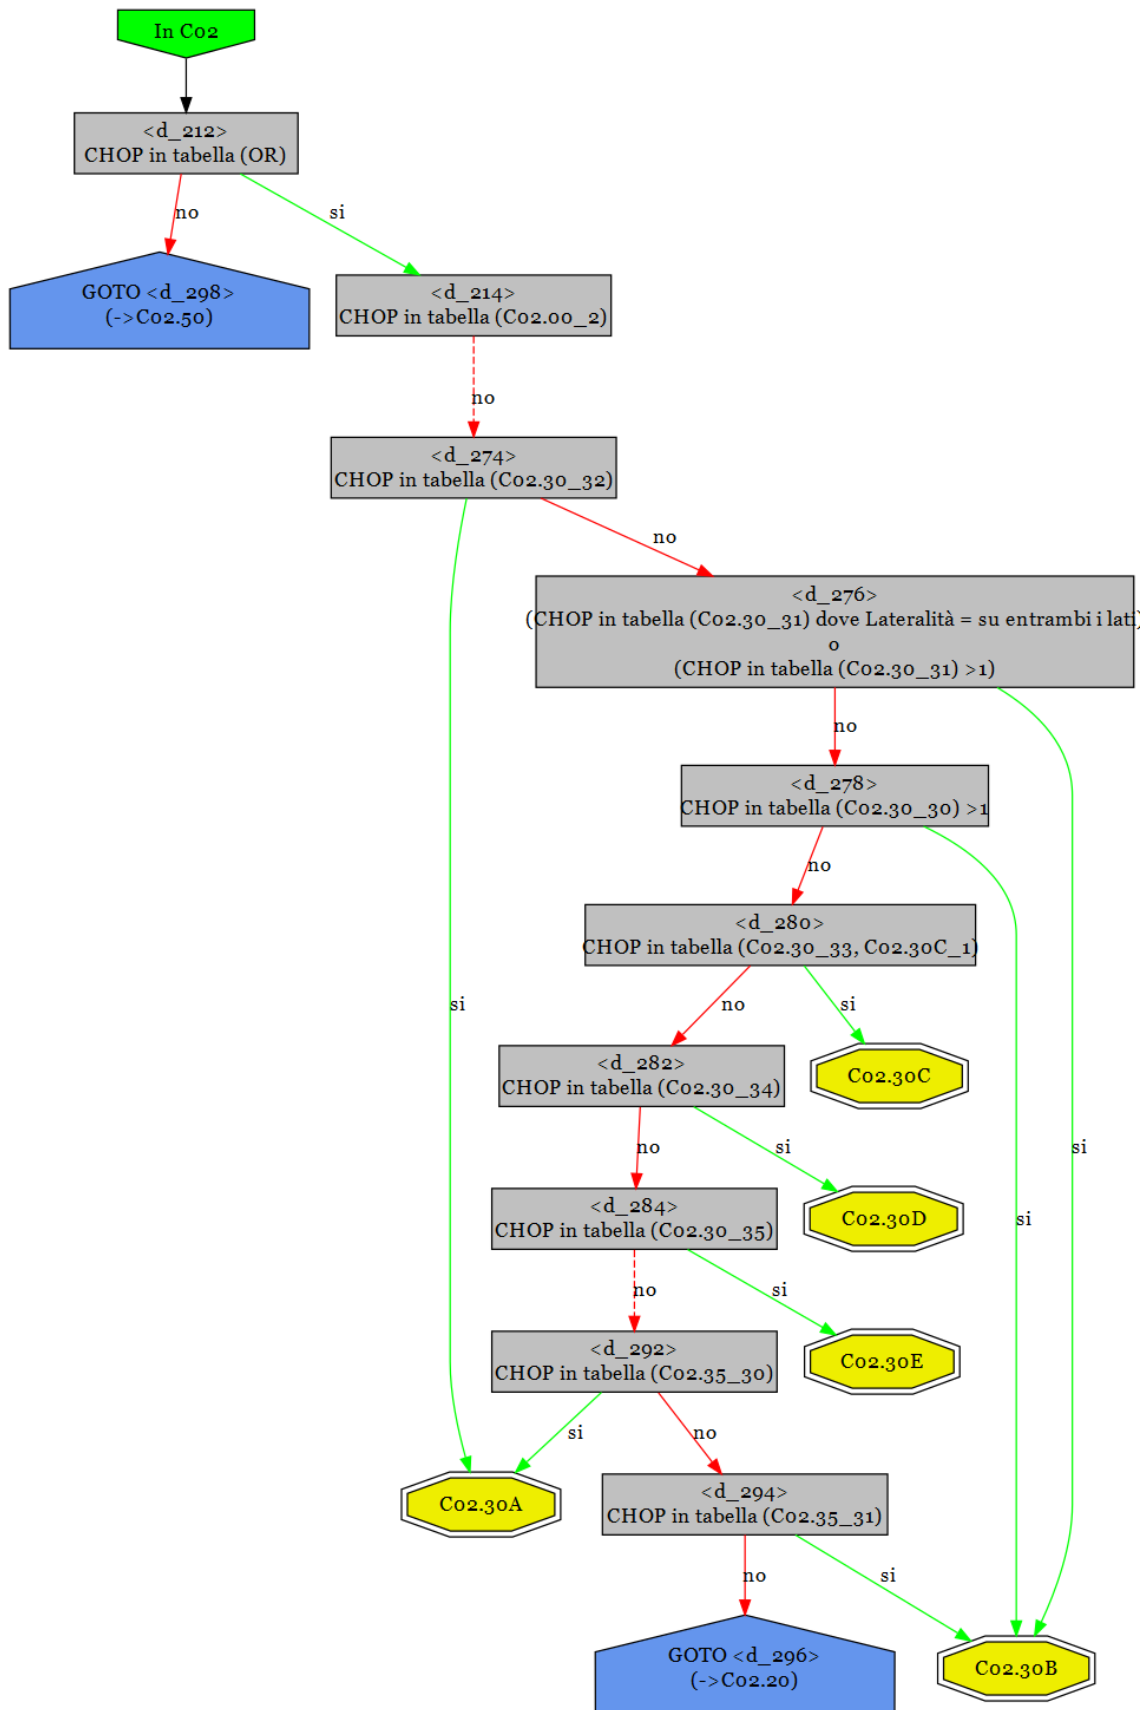 In C02
<d_212>
CHOP in tabella (OR)
no
si
GOTO <d_298>
(->C02.50)
<d_214>
CHOP in tabella (C02.00_2)
no
<d_274>
CHOP in tabella (C02.30_32)
no
<d_276>
(CHOP in tabella (C02.30_31) dove Lateralità = su entrambi i lati)
o
(CHOP in tabella (C02.30_31) >1)
no
<d_278>
CHOP in tabella (C02.30_30) >1
no
<d_280>
CHOP in tabella (C02.30_33, C02.30C_1)
si
no
si
<d_282>
CHOP in tabella (C02.30_34)
C02.30C
no
si
si
<d_284>
CHOP in tabella (C02.30_35)
C02.30D
si
no
si
<d_292>
CHOP in tabella (C02.35_30)
C02.30E
si
no
C02.30A
<d_294>
CHOP in tabella (C02.35_31)
no
si
GOTO <d_296>
(->C02.20)
C02.30B